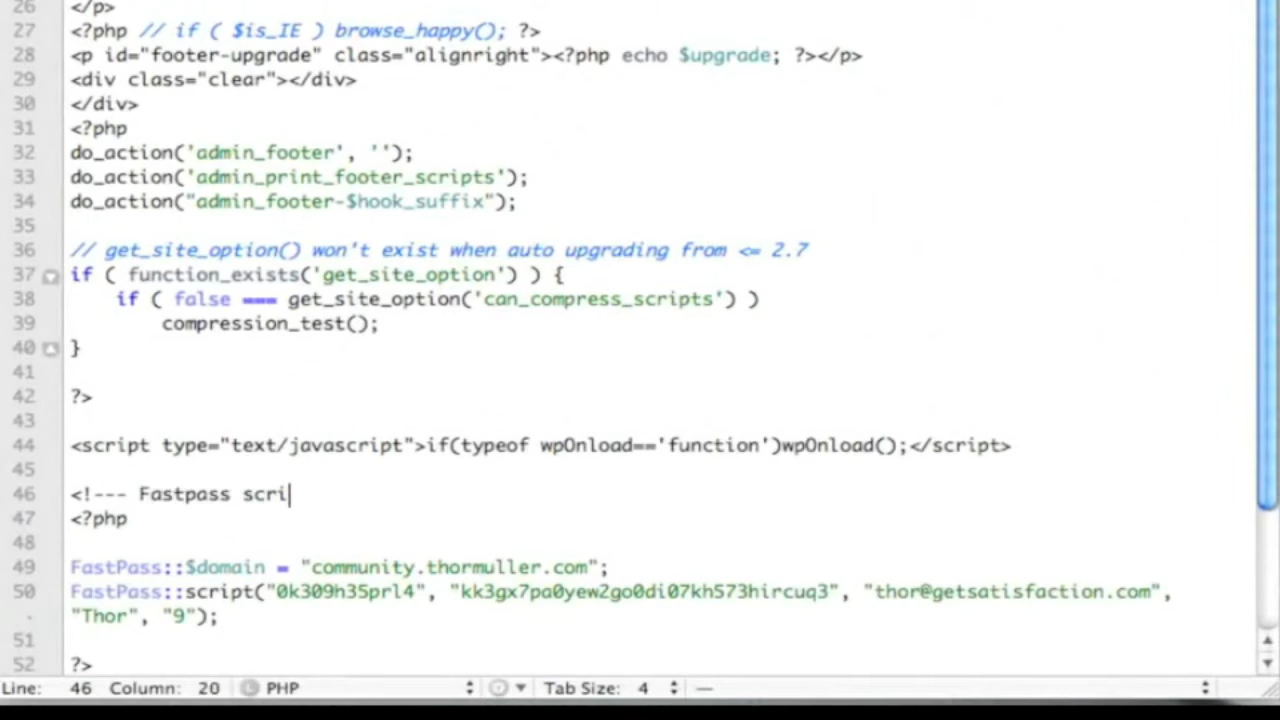 26 </p>
27 <?php // if ( $is_IE ) browse_happy(); ?>
28 <p id="footer-upgrade" class="alignright"><?php echo $upgrade; ?></p>
29 <div class="clear"></div>
30 </div>
31 <?php
32 do_action('admin_footer', '');
33 do_action('admin_print_footer_scripts');
34 do_action("admin_footer-$hook_suffix");
35
36 // get_site_option() won't exist when auto upgrading from <= 2.7
37 if ( function_exists('get_site_option') ) {
38 if ( false === get_site_option('can_compress_scripts') )
39 compression_test();
40 }
41
42 ?>
43
44 <script type="text/javascript">if(typeof wpOnload=='function')wpOnload();</script>
45
46 <!--- Fastpass scri
47 <?php
48
49 FastPass::$domain = "community.thormuller.com";
50 FastPass::script("0k309h35prl4", "kk3gx7pa0yew2go0di07kh573hircuq3", "thor@getsatisfaction.com",
"Thor", "9");
51
52 ?>
Line: 46 Column: 20 PHP Tab Size: 4 —